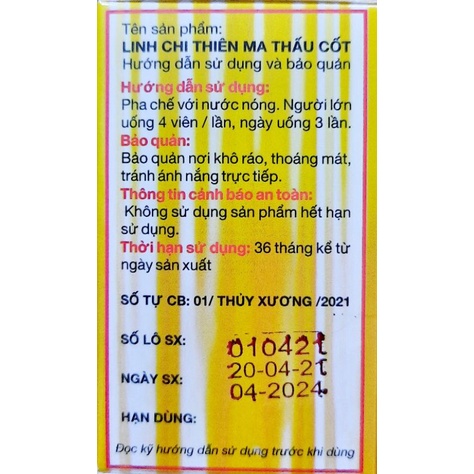 Tên sản phẩm:
LINH CHI THIÊN MA THẤU CỐT
Hướng dẫn sử dụng và bảo quản
Hướng dẫn sử dụng:
Pha chế với nước nóng. Người lớn
uống 4 viên / lần, ngày uống 3 lần.
Bảo quản:
Bảo quản nơi khô ráo, thoáng mát,
tránh ánh nắng trực tiếp.
Thông tin cảnh báo an toàn:
Không sử dụng sản phẩm hết hạn
sử dụng.
Thời hạn sử dụng: 36 tháng kể từ
ngày sản xuất
SỐ TỰ CB: 01/ THỦY XƯƠNG /2021
SỐ LÔ SX: 010421
NGÀY SX: 20-04-21
HẠN DÙNG: 04-2024
Đọc kỹ hướng dẫn sử dụng trước khi dùng